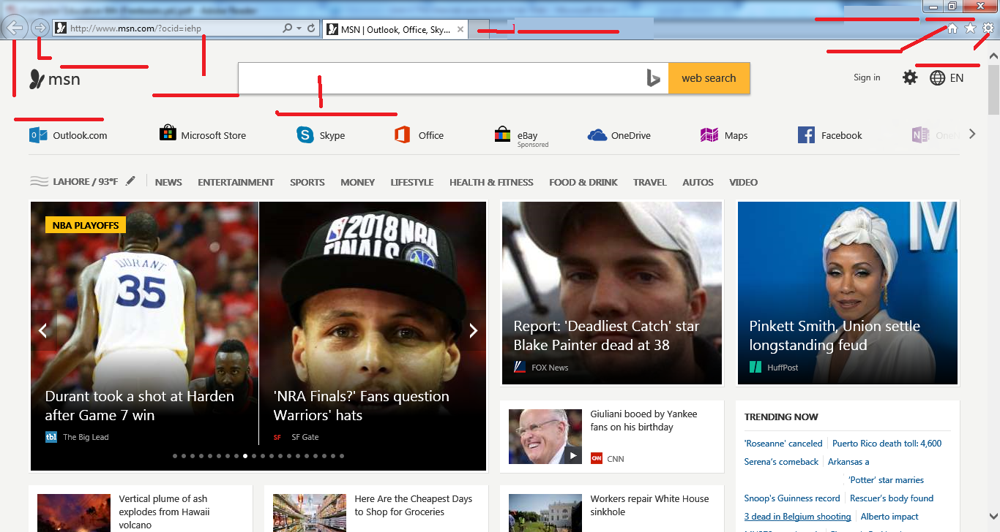 http://www.msn.com/?ocid=iehp
MSN | Outlook, Office, Sky...
msn
web search
Sign in
EN
Outlook.com
Microsoft Store
Skype
Office
eBay
Sponsored
OneDrive
Maps
Facebook
LAHORE / 93°F
NEWS ENTERTAINMENT SPORTS MONEY LIFESTYLE HEALTH & FITNESS FOOD & DRINK TRAVEL AUTOS VIDEO
NBA PLAYOFFS
DURANT
35
Durant took a shot at Harden
after Game 7 win
tbl The Big Lead
2018 NBA
FINALS
'NRA Finals?' Fans question
Warriors' hats
SF SF Gate
Report: 'Deadliest Catch' star
Blake Painter dead at 38
FOX News
M
Pinkett Smith, Union settle
longstanding feud
HuffPost
Giuliani booed by Yankee
fans on his birthday
CNN CNN
TRENDING NOW
'Roseanne' canceled Puerto Rico death toll: 4,600
Serena's comeback Arkansas a
'Potter' star marries
Snoop's Guinness record Rescuer's body found
3 dead in Belgium shooting Alberto impact
Vertical plume of ash
explodes from Hawaii
volcano
Here Are the Cheapest Days
to Shop for Groceries
Workers repair White House
sinkhole